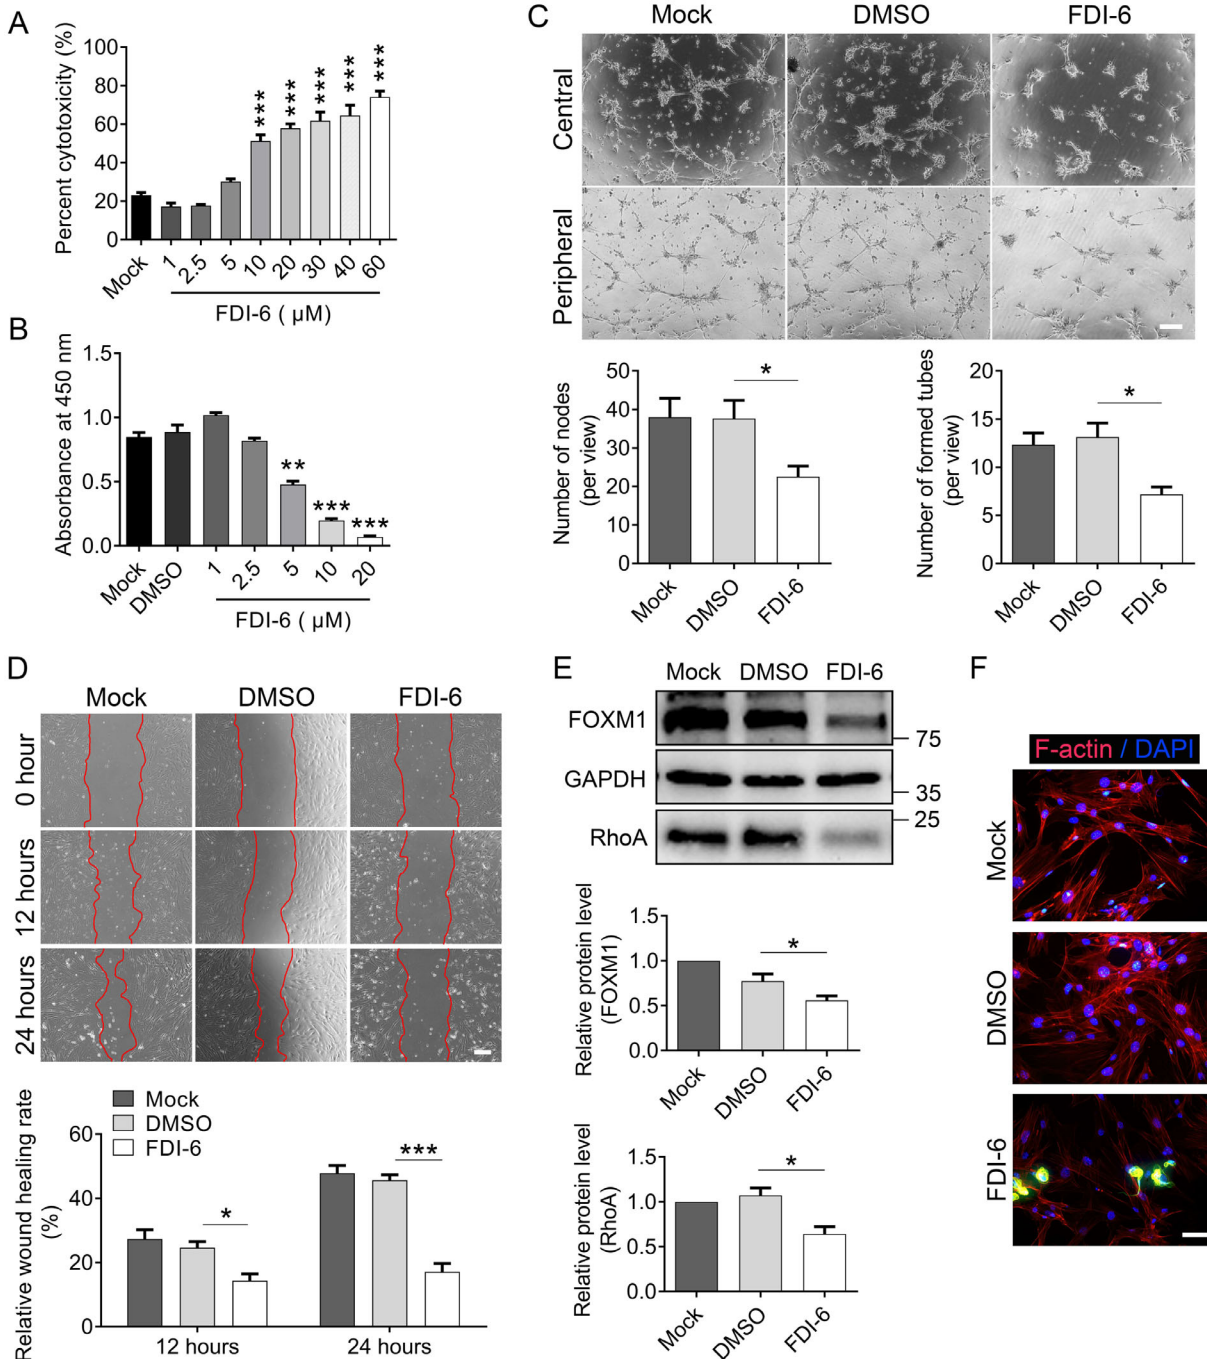 A
Percent cytotoxicity (%)
100
80
60
40
20
0
***
***
***
***
***
Mock
1
2.5
5
10
20
30
40
60
FDI-6 ( µM)
B
Absorbance at 450 nm
1.5
1.0
0.5
0.0
**
***
***
Mock
DMSO
1
2.5
5
10
20
FDI-6 ( µM)
C
Mock
DMSO
FDI-6
Central
Peripheral
Number of nodes
(per view)
50
40
30
20
10
0
*
Mock
DMSO
FDI-6
Number of formed tubes
(per view)
20
15
10
5
0
*
Mock
DMSO
FDI-6
D
Mock
DMSO
FDI-6
0 hour
12 hours
24 hours
Mock
DMSO
FDI-6
Relative wound healing rate
(%)
60
40
20
0
*
***
12 hours
24 hours
E
Mock
DMSO
FDI-6
FOXM1
75
GAPDH
35
25
RhoA
Relative protein level
(FOXM1)
1.5
1.0
0.5
0.0
*
Mock
DMSO
FDI-6
Relative protein level
(RhoA)
1.5
1.0
0.5
0.0
*
Mock
DMSO
FDI-6
F
F-actin / DAPI
Mock
DMSO
FDI-6